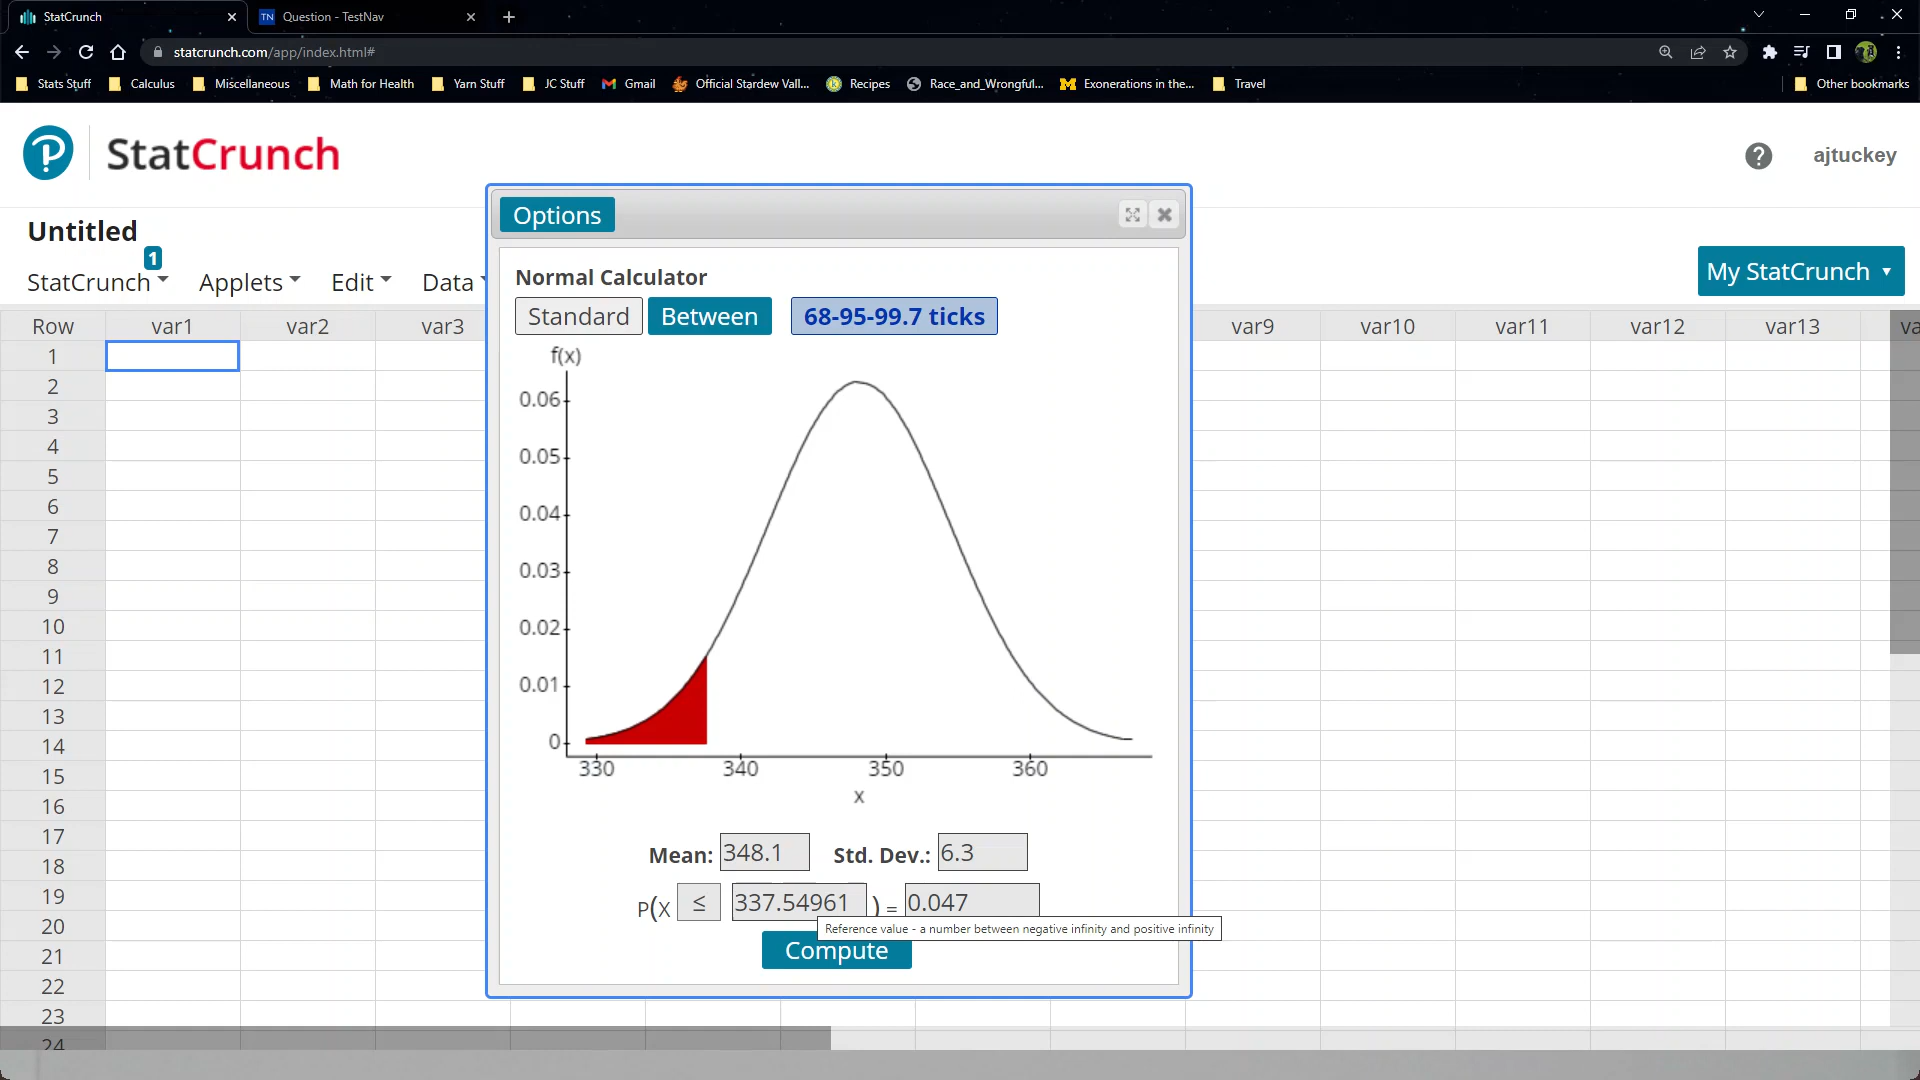 StatCrunch
TN Question - TestNav
statcrunch.com/app/index.html#
Stats Stuff Calculus Miscellaneous Math for Health Yarn Stuff JC Stuff Gmail Official Stardew Vall... Recipes Race_and_Wrongful... Exonerations in the... Travel Other bookmarks
P StatCrunch
? ajtuckey
Untitled
1
StatCrunch Applets Edit Data
My StatCrunch
Options
Normal Calculator
Standard Between 68-95-99.7 ticks
Row var1 var2 var3 var9 var10 var11 var12 var13 va
1
2
3
4
5
6
7
8
9
10
11
12
13
14
15
16
17
18
19
20
21
22
23
24
f(x)
0.06
0.05
0.04
0.03
0.02
0.01
0
330 340 350 360
x
Mean: 348.1 Std. Dev.: 6.3
P(X ≤ 337.54961 ) = 0.047
Reference value - a number between negative infinity and positive infinity
Compute